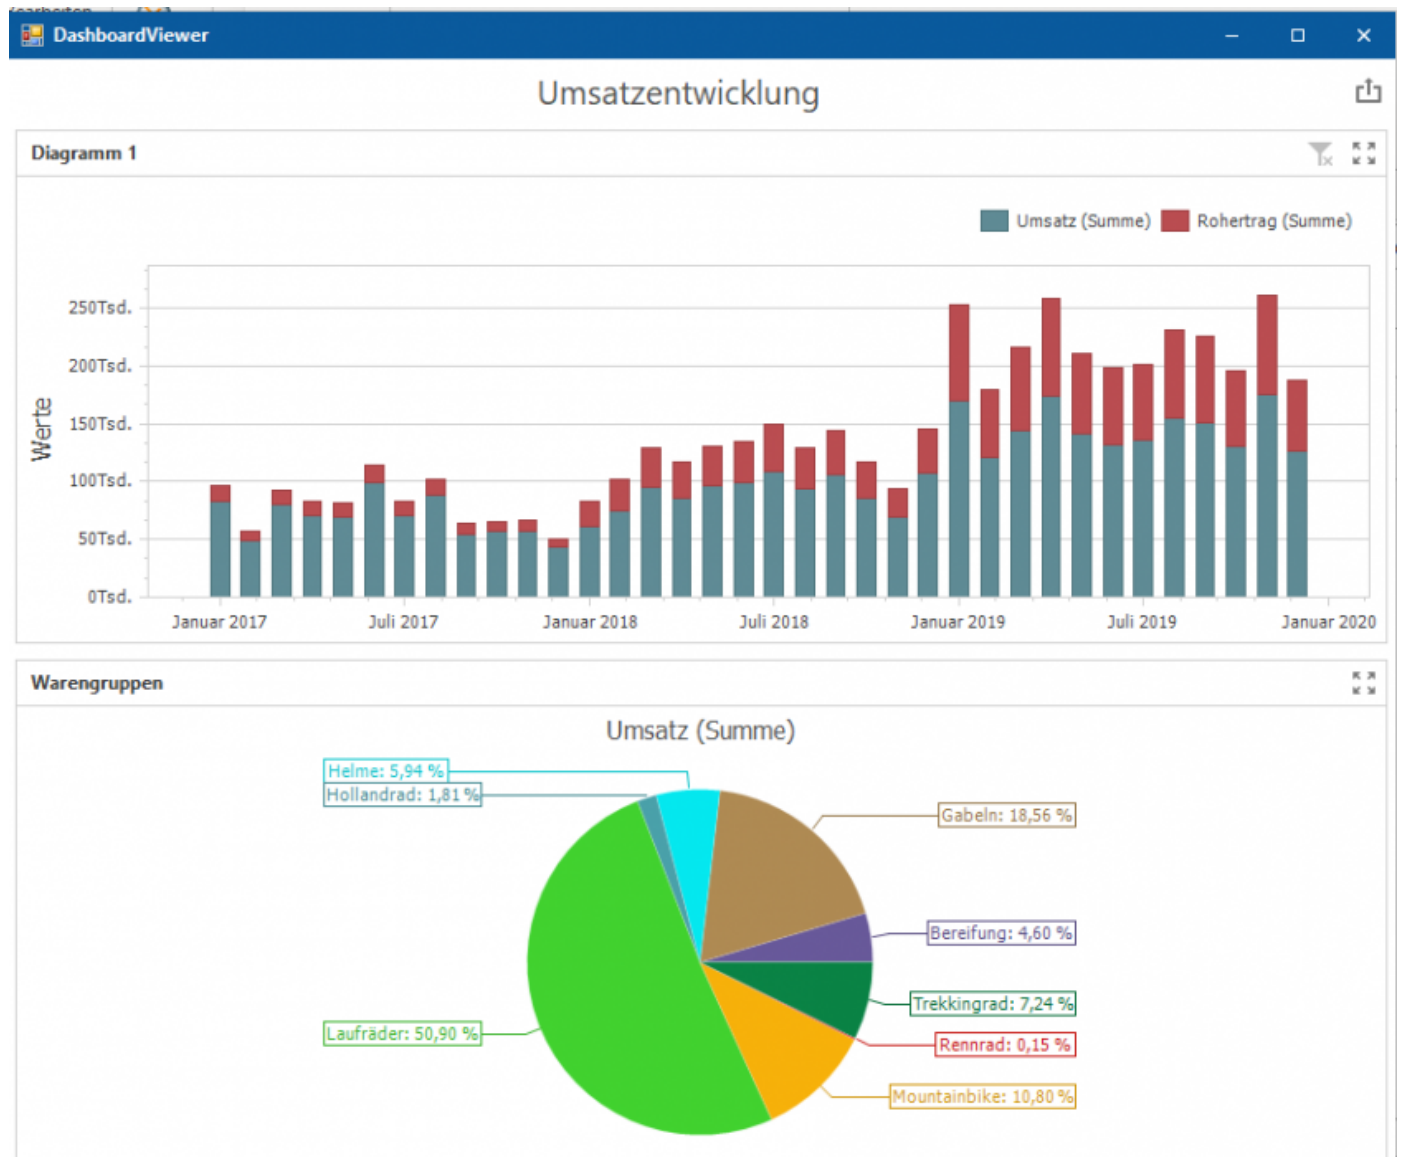 DashboardViewer
Umsatzentwicklung
Diagramm 1
Umsatz (Summe) Rohertrag (Summe)
Werte
250Tsd.
200Tsd.
150Tsd.
100Tsd.
50Tsd.
0Tsd.
Januar 2017 Juli 2017 Januar 2018 Juli 2018 Januar 2019 Juli 2019 Januar 2020
Warengruppen
Umsatz (Summe)
Helme: 5,94 %
Hollandrad: 1,81 %
Gabeln: 18,56 %
Bereifung: 4,60 %
Trekkingrad: 7,24 %
Laufräder: 50,90 %
Rennrad: 0,15 %
Mountainbike: 10,80 %